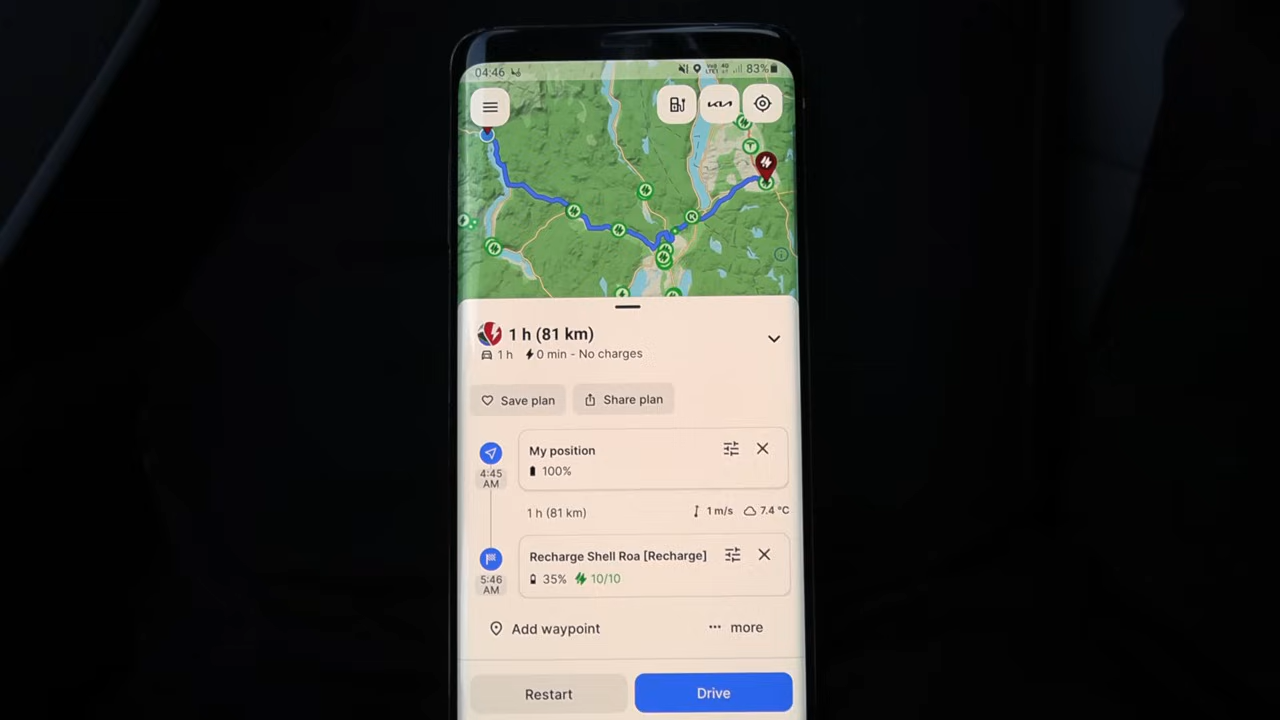 04:46
83%
KIA
1 h (81 km)
1 h 0 min - No charges
Save plan
Share plan
My position
100%
4:45
AM
1 h (81 km)
1 m/s 7.4 °C
Recharge Shell Roa [Recharge]
35% 10/10
5:46
AM
Add waypoint
more
Restart
Drive